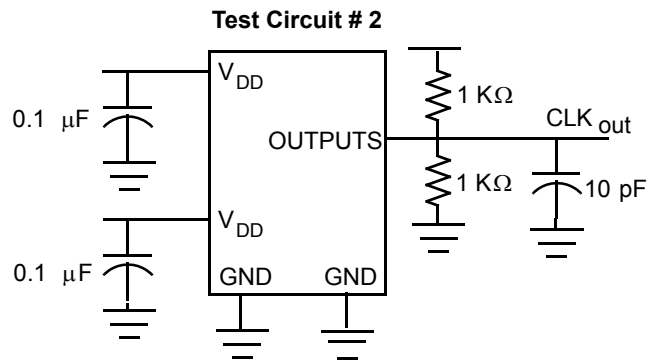 Test Circuit # 2
V DD
0.1 μF
OUTPUTS
1 KΩ
CLK out
1 KΩ
10 pF
V DD
0.1 μF
GND GND